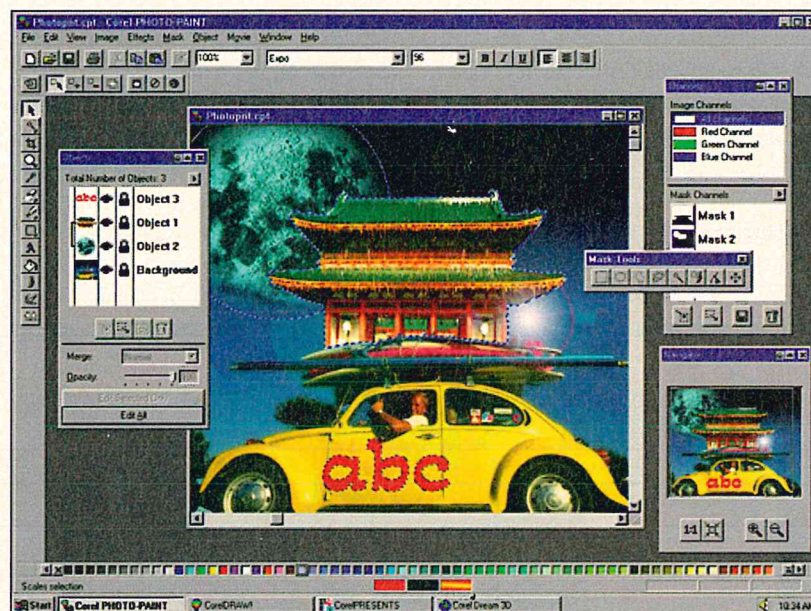 Photopnt.cpt - Corel PHOTO-PAINT
File Edit View Image Effects Mask Object Movie Window Help
100% Expo 96 B I U
Photopnt.cpt
Channels
Image Channels
All Channels
Red Channel
Green Channel
Blue Channel
Mask Channels
Mask 1
Mask 2
Objects
Total Number of Objects: 3
abc Object 3
Object 1
Object 2
Background
Merge: Normal
Opacity: 100
Edit All
Mask Tools
abc
Navigator
abc
1:1
Scales selection
Start Corel PHOTO-PAINT CorelDRAW! CorelPRESENTS Corel Dream 3D